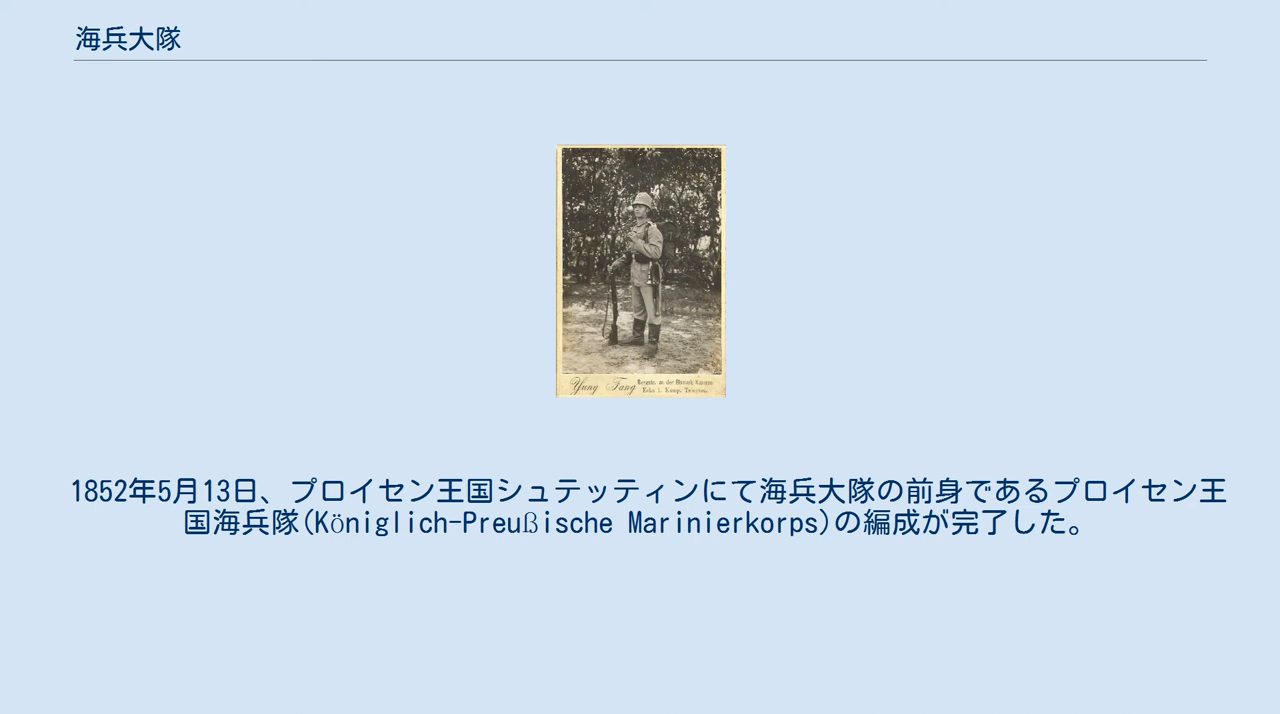 海兵大隊
Yung Fang
1852年5月13日、プロイセン王国シュテッティンにて海兵大隊の前身であるプロイセン王
国海兵隊(Königlich-Preußische Marinierkorps)の編成が完了した。